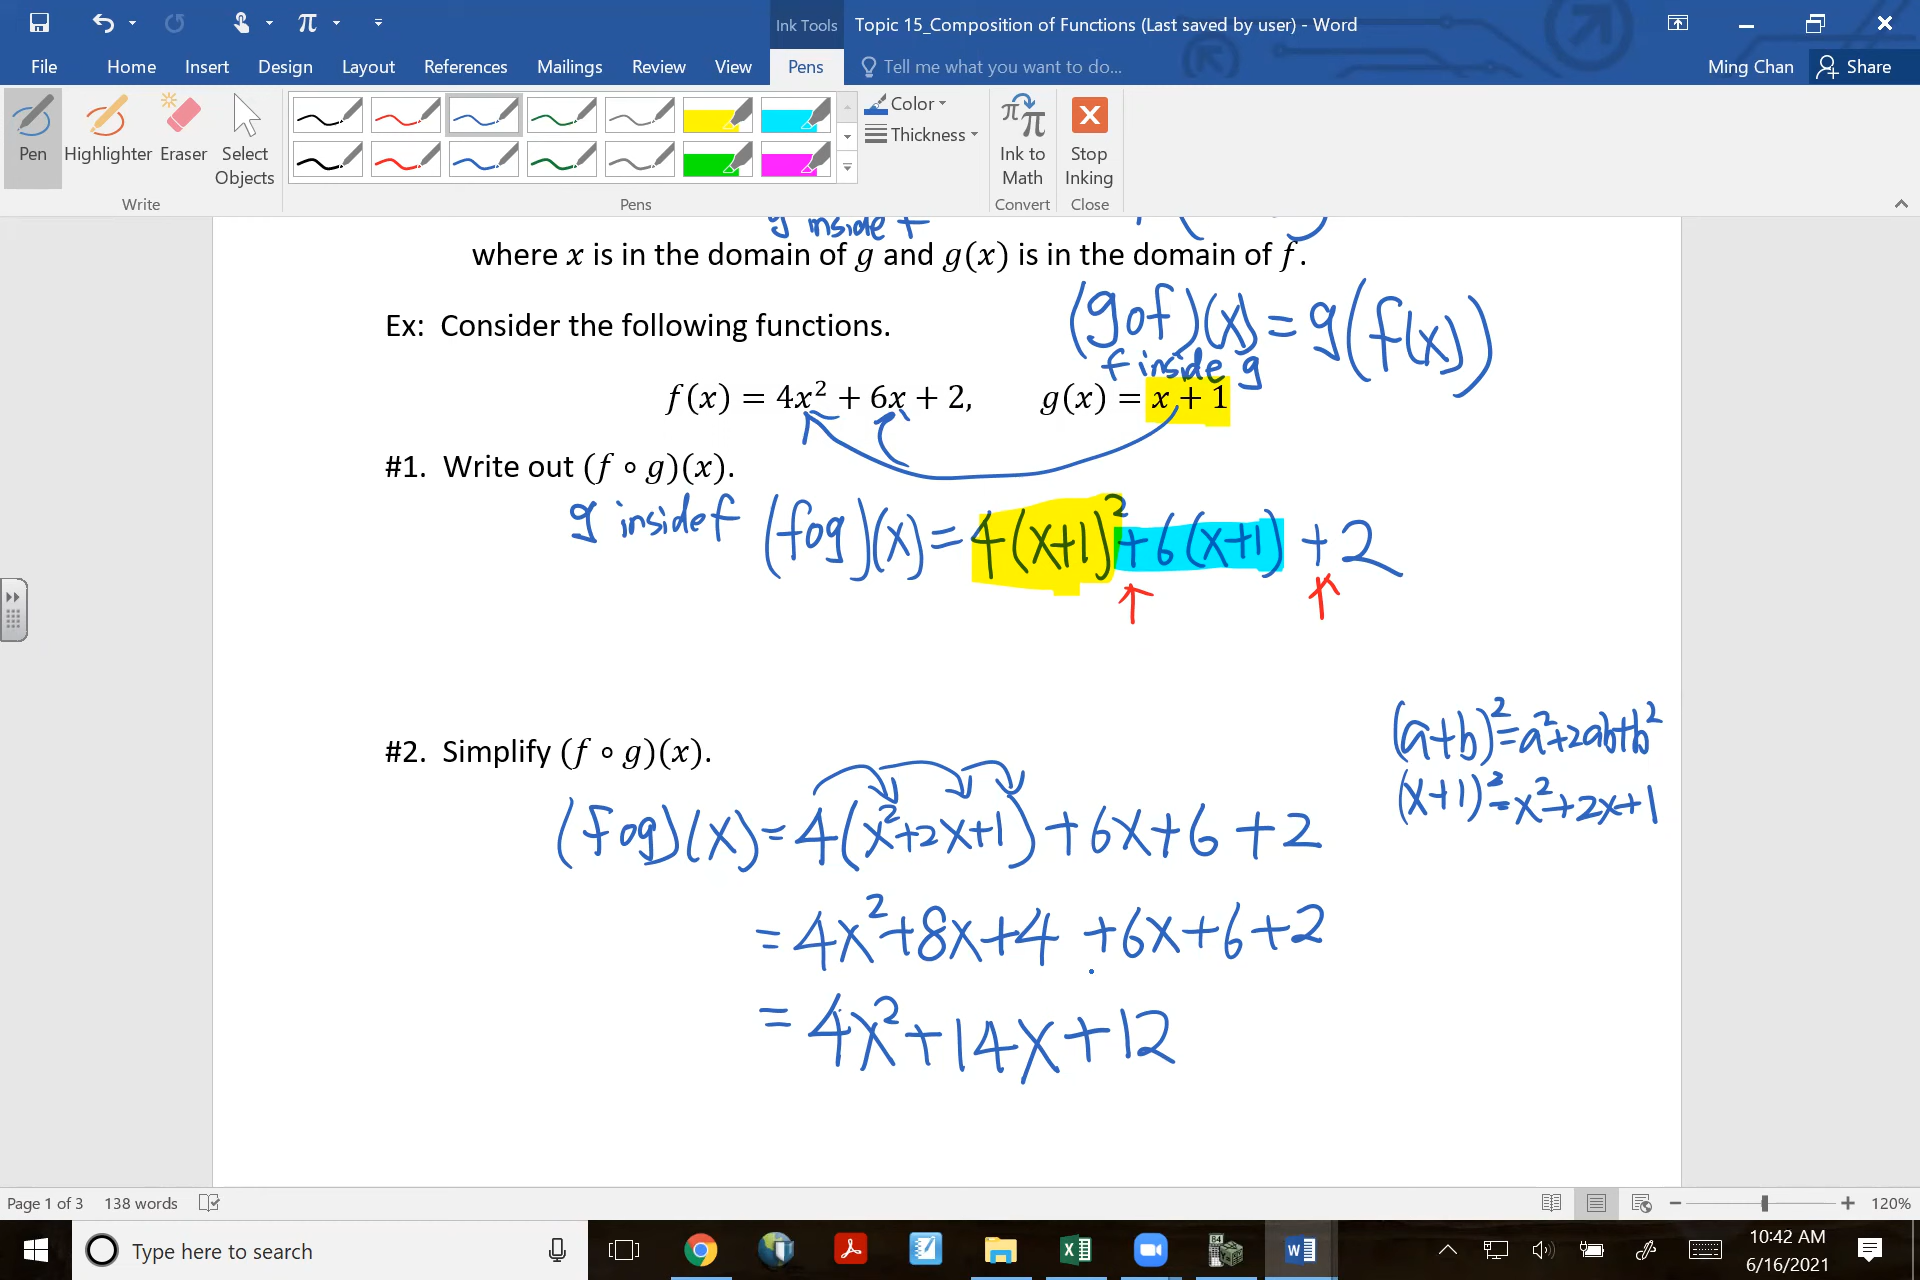 Ink Tools Topic 15_Composition of Functions (Last saved by user) - Word
File Home Insert Design Layout References Mailings Review View Pens Tell me what you want to do... Ming Chan Share
Pen Highlighter Eraser Select Objects Color Thickness Ink to Math Stop Inking
Write Pens Convert Close
g inside f
where x is in the domain of g and g(x) is in the domain of f.
(g∘f)(x) = g(f(x))
Ex: Consider the following functions.
f inside g
f(x) = 4x² + 6x + 2, g(x) = x + 1
#1. Write out (f ∘ g)(x).
g inside f (f∘g)(x) = 4(x+1)² + 6(x+1) + 2
(a+b)² = a² + 2ab + b²
#2. Simplify (f ∘ g)(x).
(x+1)² = x² + 2x + 1
(f∘g)(x) = 4(x² + 2x + 1) + 6x + 6 + 2
= 4x² + 8x + 4 + 6x + 6 + 2
= 4x² + 14x + 12
Page 1 of 3 138 words 120%
Type here to search 10:42 AM
6/16/2021